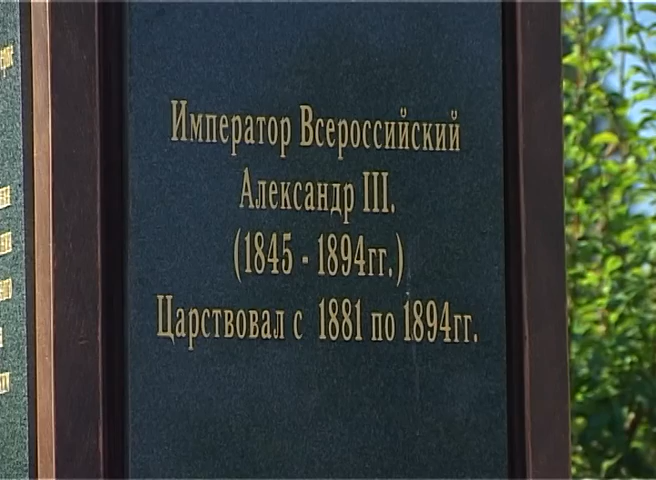 Император Всероссийский
Александр III.
(1845 - 1894гг.)
Царствовал с 1881 по 1894гг.